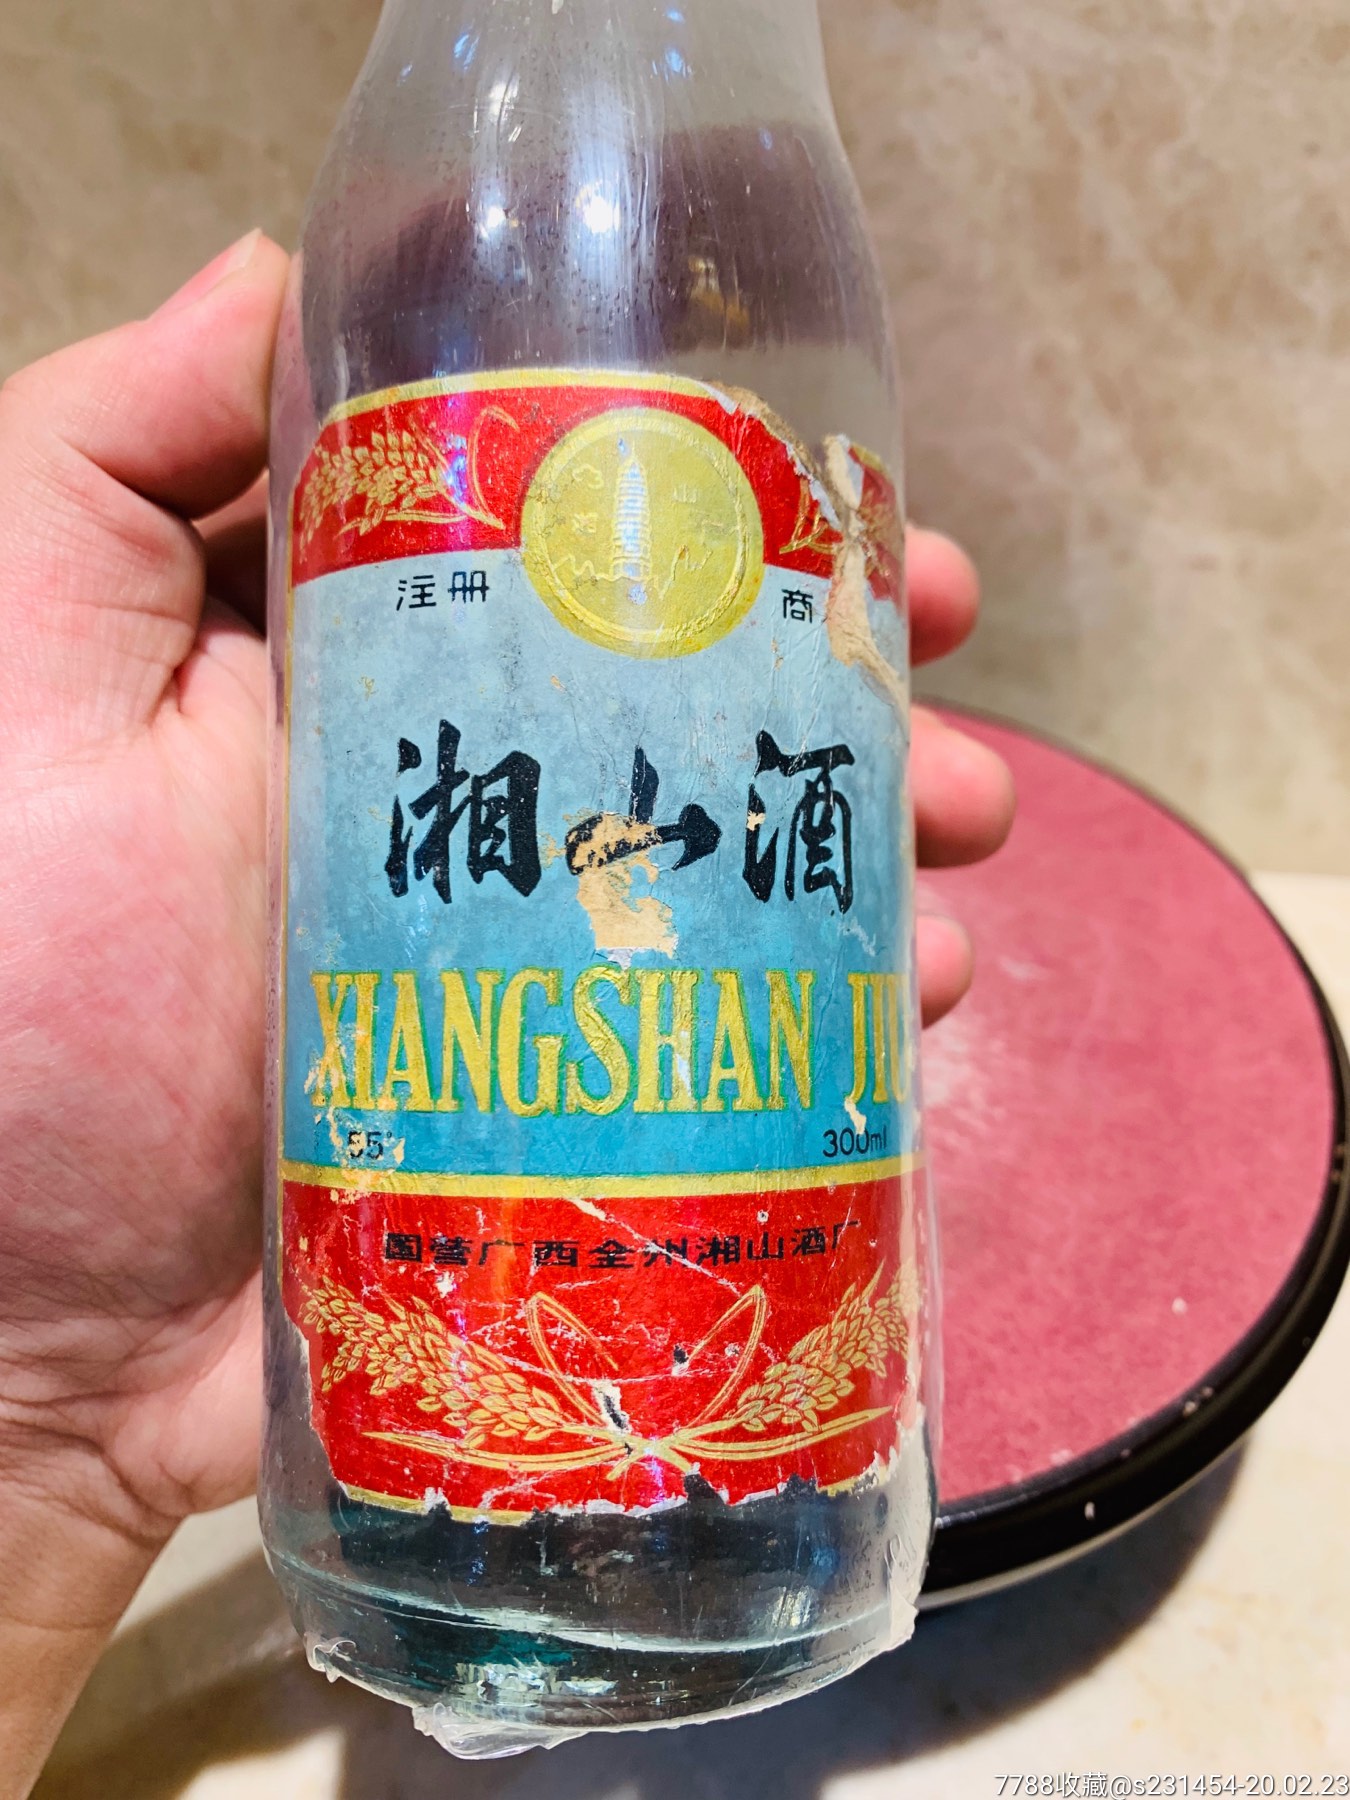 注册 商
湘山酒
XIANGSHAN JIU
55° 300ml
国营广西全州湘山酒厂
7788收藏@s231454-20.02.23